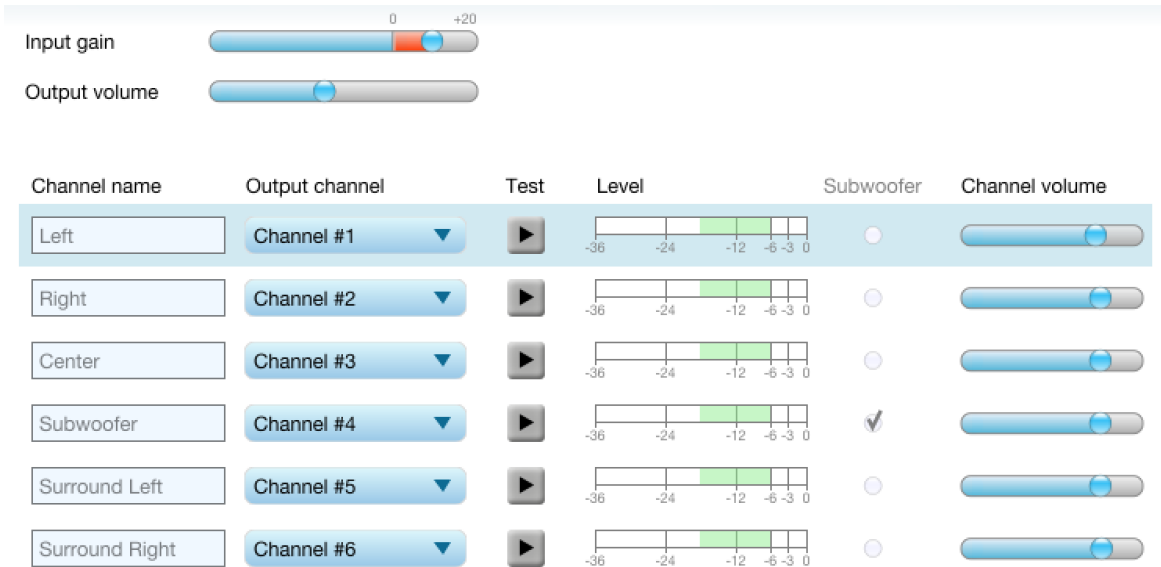 0 +20
Input gain
Output volume
Channel name Output channel Test Level Subwoofer Channel volume
Left Channel #1
-36 -24 -12 -6 -3 0
Right Channel #2
-36 -24 -12 -6 -3 0
Center Channel #3
-36 -24 -12 -6 -3 0
Subwoofer Channel #4
-36 -24 -12 -6 -3 0
Surround Left Channel #5
-36 -24 -12 -6 -3 0
Surround Right Channel #6
-36 -24 -12 -6 -3 0